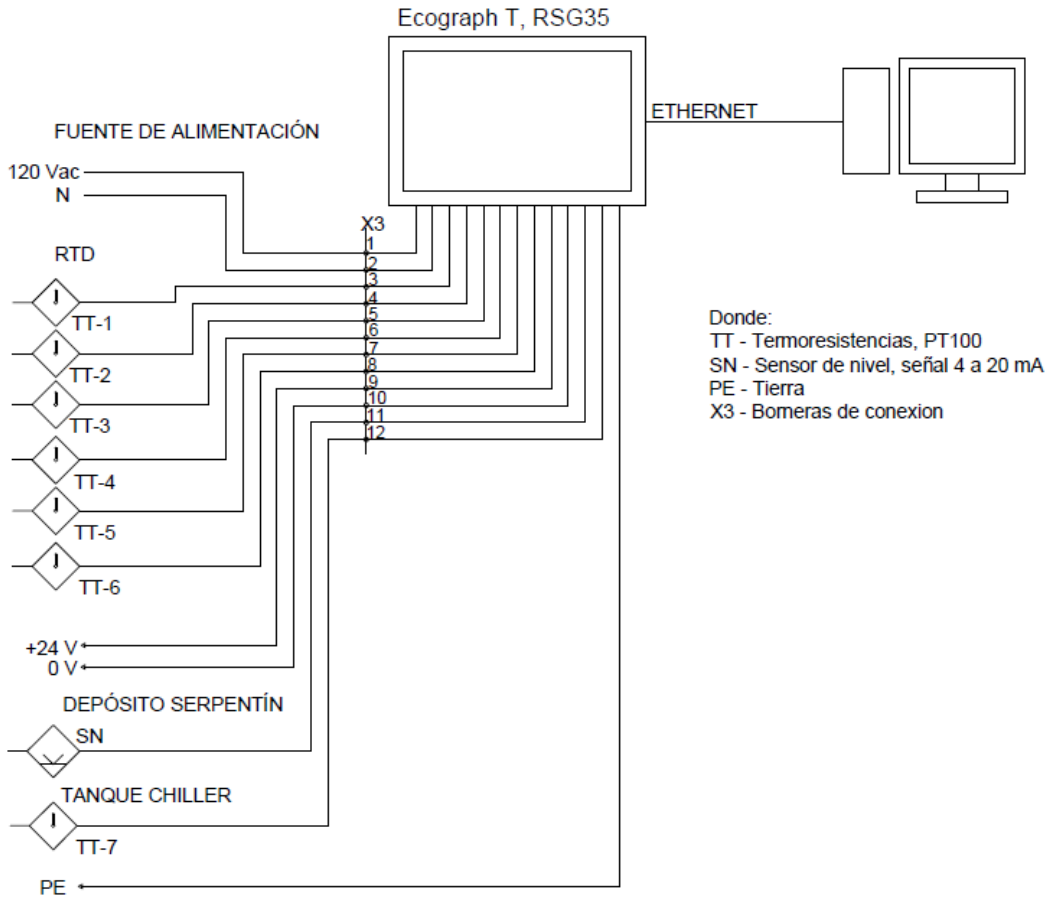 Ecograph T, RSG35
ETHERNET
FUENTE DE ALIMENTACIÓN
120 Vac
N
X3
1
2
3
4
5
6
7
8
9
10
11
12
RTD
TT-1
TT-2
TT-3
TT-4
TT-5
TT-6
Donde:
TT - Termoresistencias, PT100
SN - Sensor de nivel, señal 4 a 20 mA
PE - Tierra
X3 - Borneras de conexion
+24 V
0 V
DEPÓSITO SERPENTÍN
SN
TANQUE CHILLER
TT-7
PE